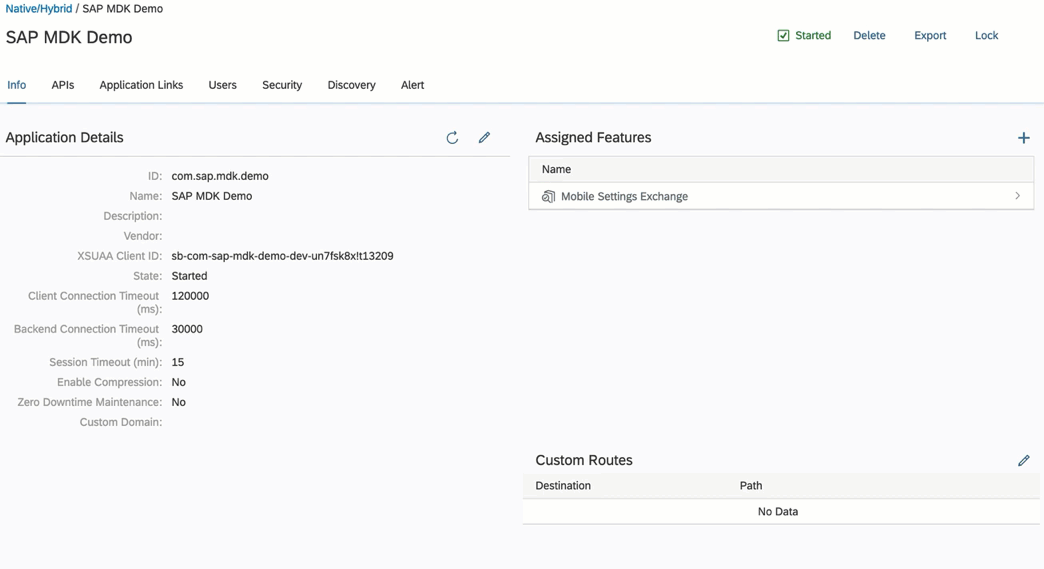 Native/Hybrid / SAP MDK Demo
SAP MDK Demo
Started Delete Export Lock
Info APIs Application Links Users Security Discovery Alert
Application Details
ID: com.sap.mdk.demo
Name: SAP MDK Demo
Description:
Vendor:
XSUAA Client ID: sb-com-sap-mdk-demo-dev-un7fsk8x!t13209
State: Started
Client Connection Timeout 120000
(ms):
Backend Connection Timeout 30000
(ms):
Session Timeout (min): 15
Enable Compression: No
Zero Downtime Maintenance: No
Custom Domain:
Assigned Features
Name
Mobile Settings Exchange
Custom Routes
Destination Path
No Data